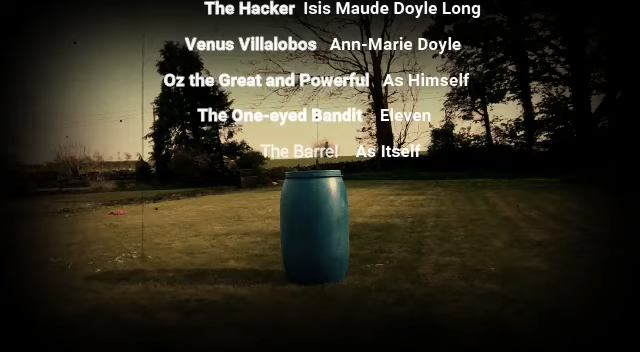 The Hacker Isis Maude Doyle Long
Venus Villalobos Ann-Marie Doyle
Oz the Great and Powerful As Himself
The One-eyed Bandit Eleven
The Barrel As Itself